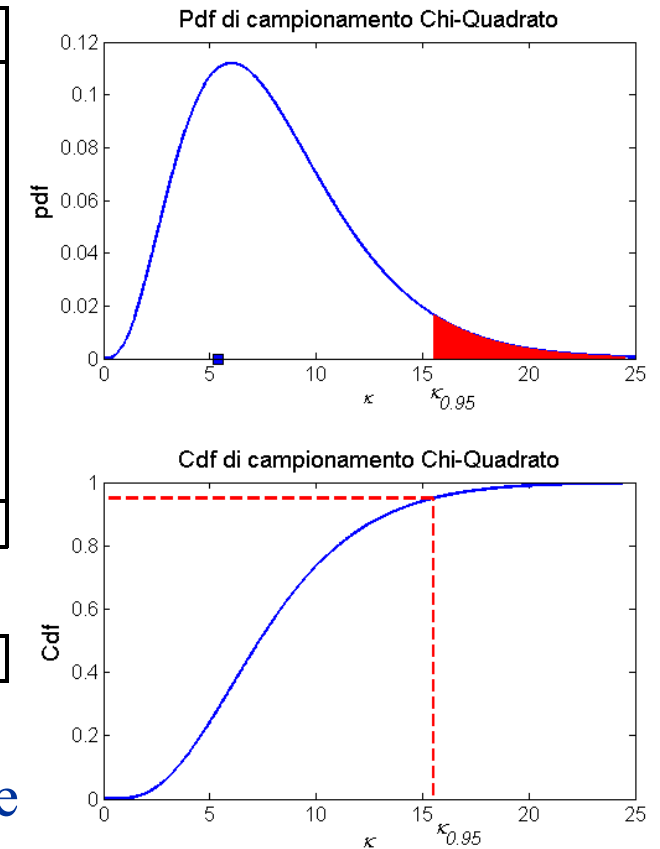 Pdf di campionamento Chi-Quadrato
0.12
0.1
0.08
0.06
0.04
0.02
0
pdf
0 5 10 15 20 25
κ κ0.95
Cdf di campionamento Chi-Quadrato
1
0.8
0.6
0.4
0.2
0
Cdf
0 5 10 15 20 25
κ κ0.95
e